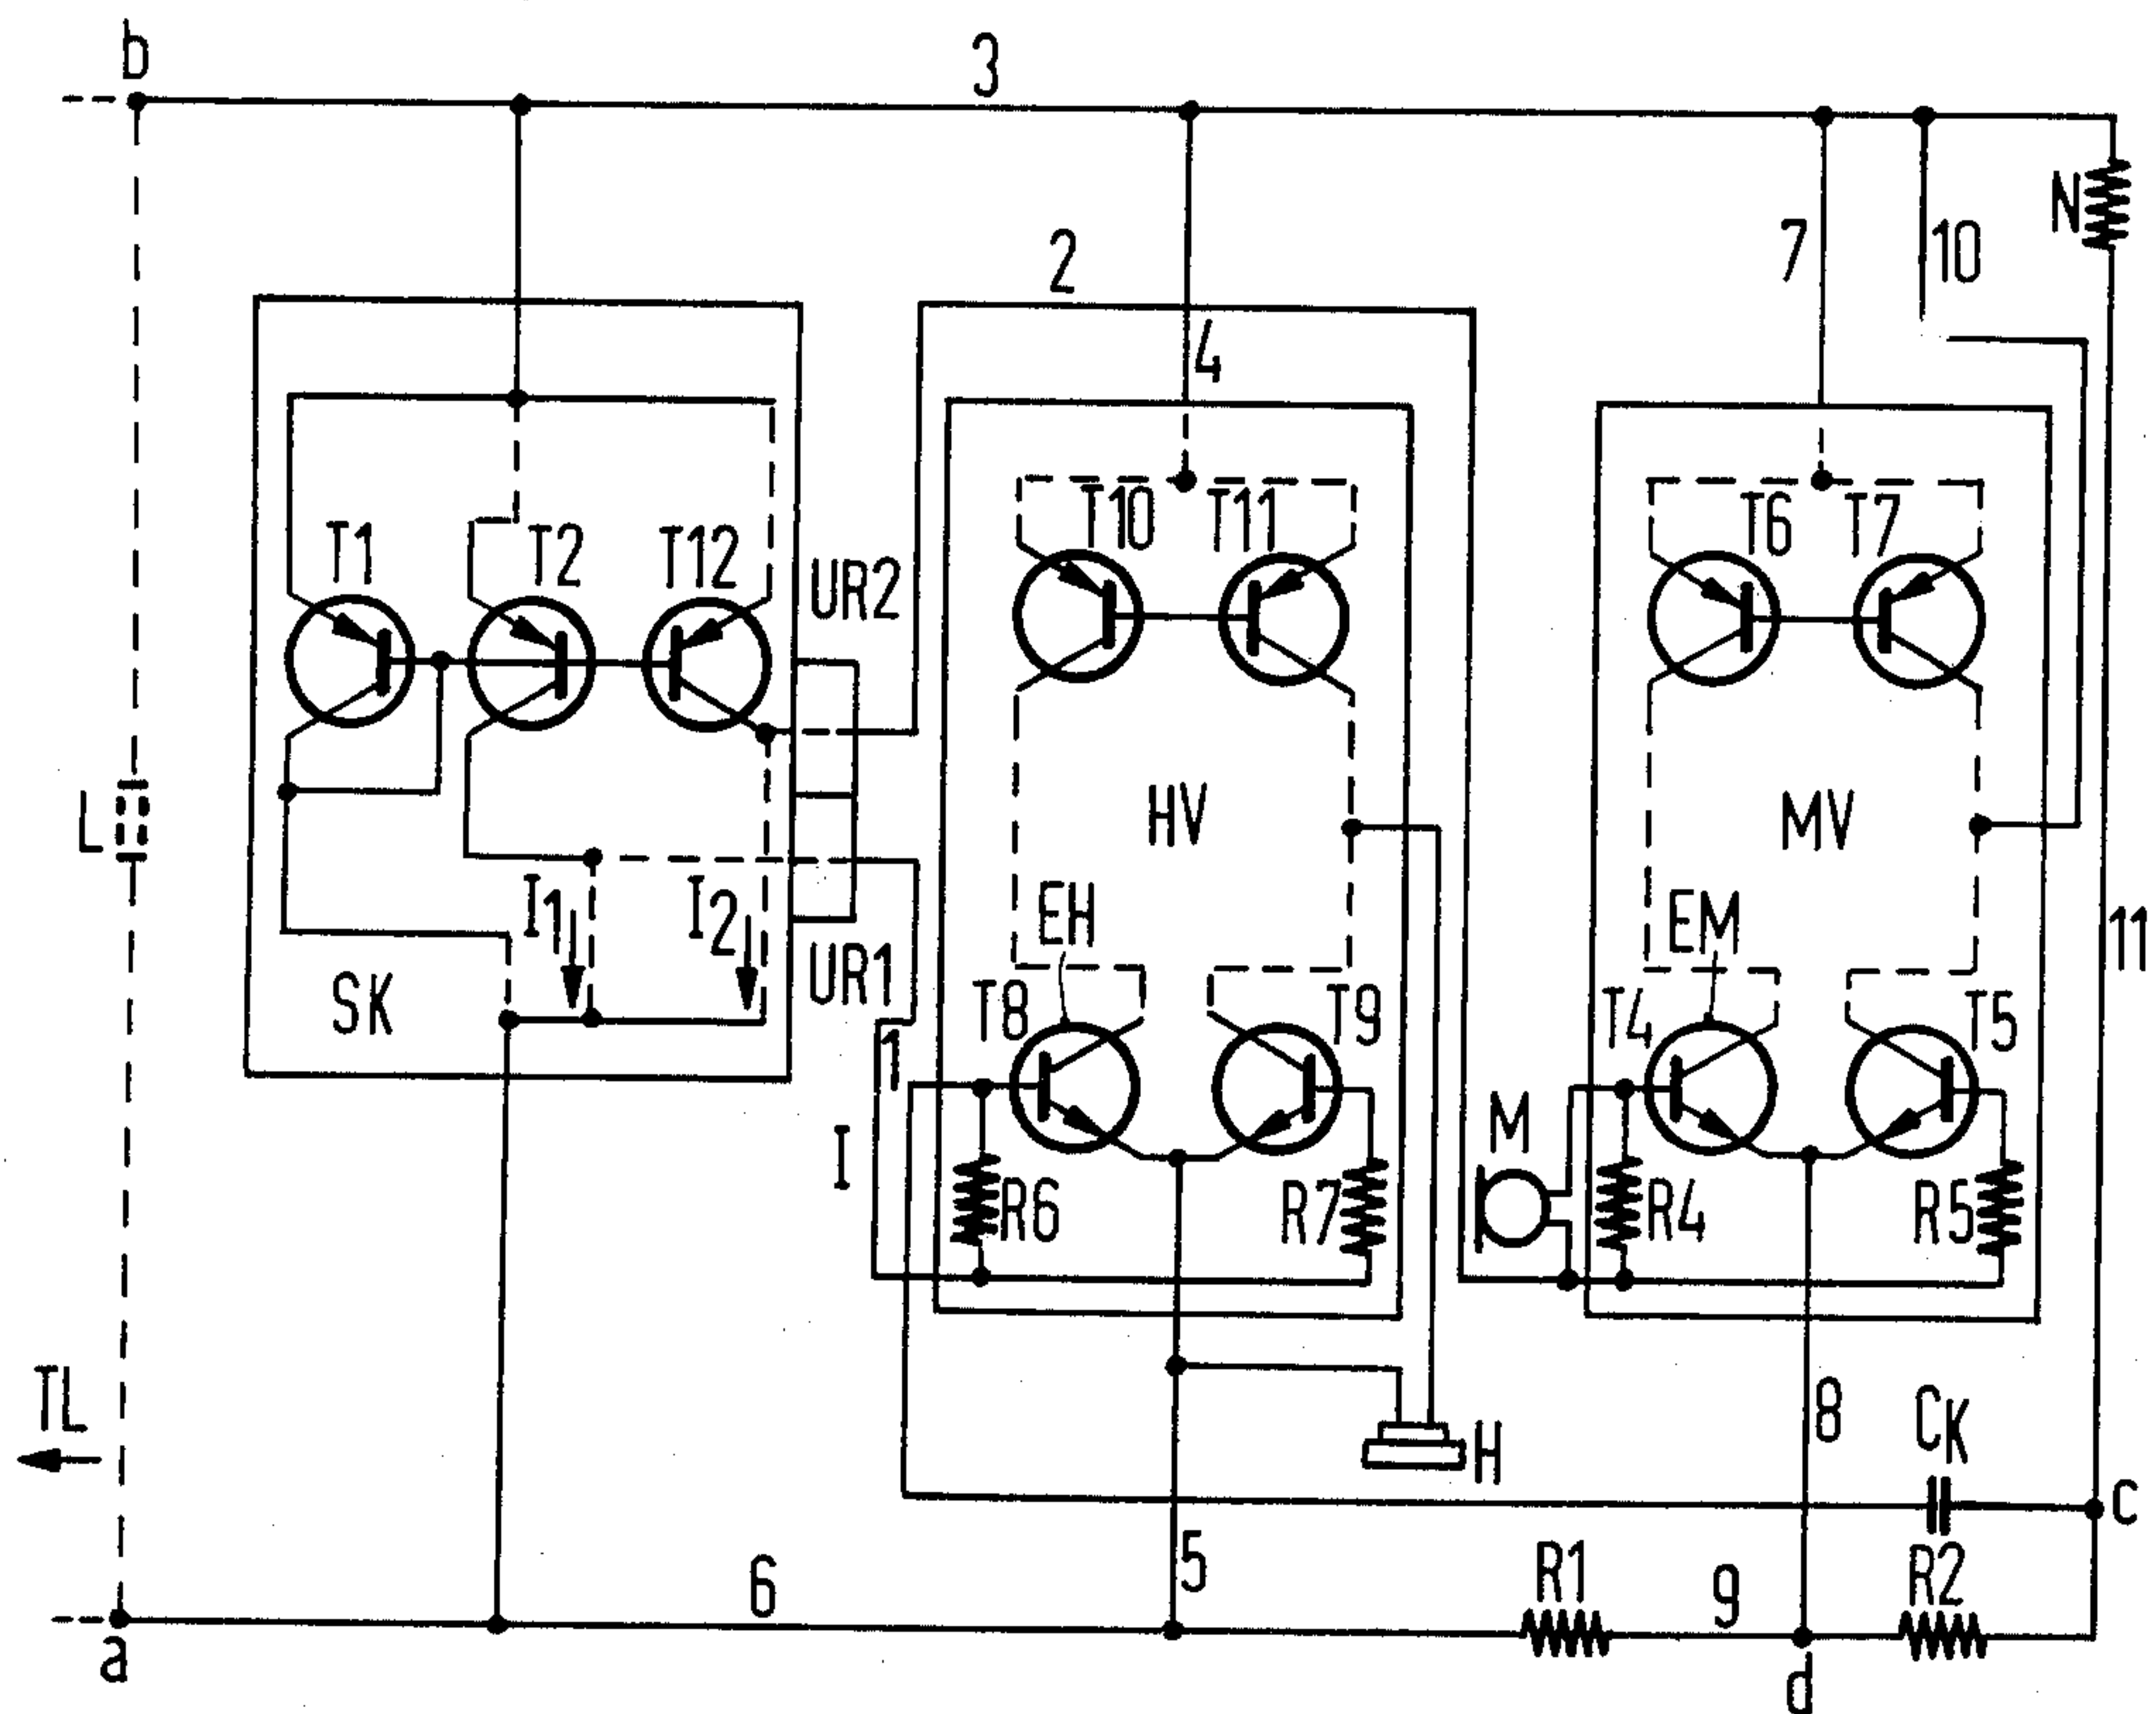 b
3
N
2
7
10
4
T10
T11
T6
T7
T1
T2
T12
UR2
L
HV
MV
I1
I2
EH
EM
11
SK
UR1
T8
T9
T4
T5
1
I
M
R6
R7
R4
R5
TL
8
CK
H
c
6
5
R1
9
R2
a
d